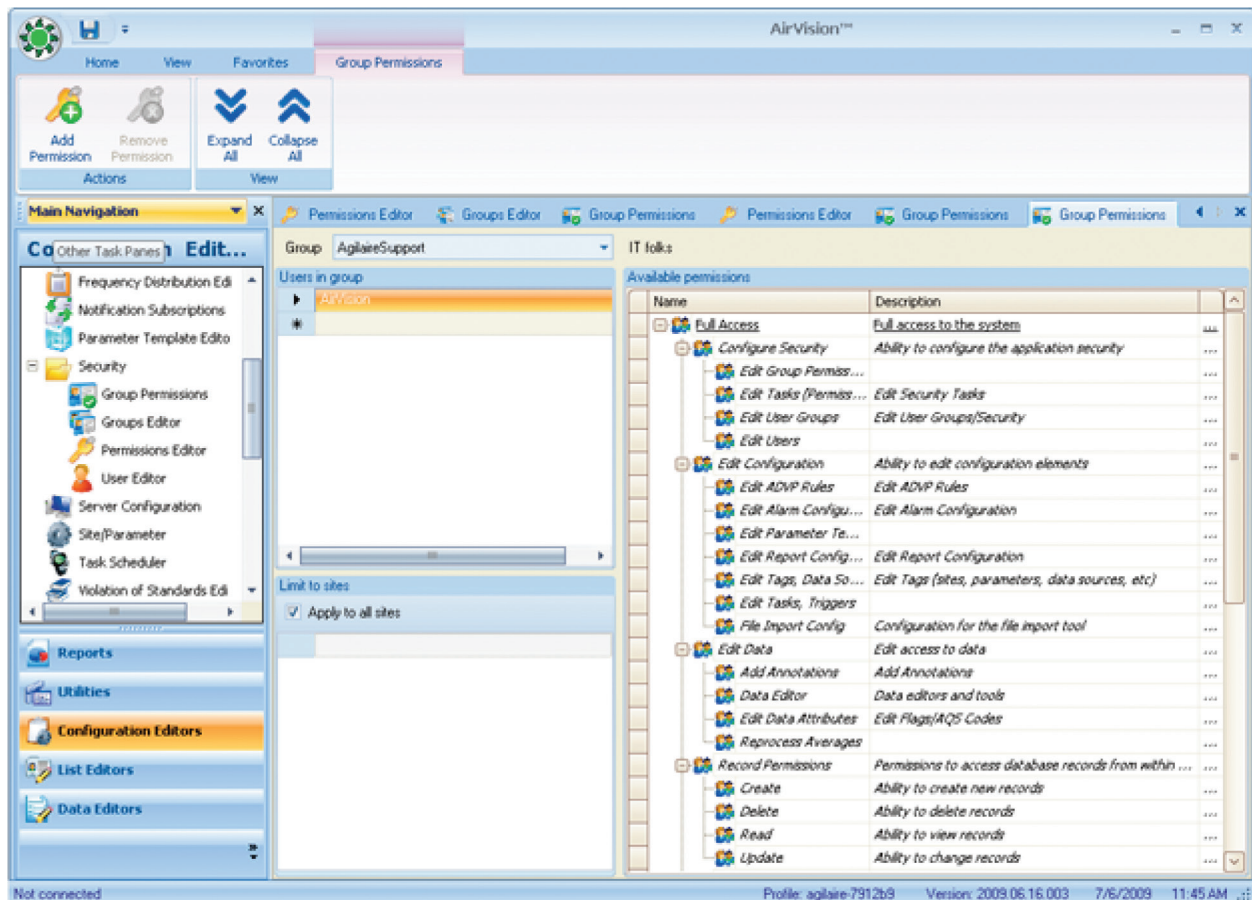 AirVision™
Home View Favorites Group Permissions
Add Permission
Remove Permission
Expand All
Collapse All
Actions
View
Main Navigation
Permissions Editor Groups Editor Group Permissions Permissions Editor Group Permissions Group Permissions
Co Edit...
Other Task Panes
Frequency Distribution Edi
Notification Subscriptions
Parameter Template Edito
Security
Group Permissions
Groups Editor
Permissions Editor
User Editor
Server Configuration
Site/Parameter
Task Scheduler
Violation of Standards Edi
Reports
Utilities
Configuration Editors
List Editors
Data Editors
Group AgilaireSupport IT folks
Users in group
AirVision
Limit to sites
Apply to all sites
Available permissions
Name Description
Full Access Full access to the system ...
Configure Security Ability to configure the application security ...
Edit Group Permiss... ...
Edit Tasks (Permiss... Edit Security Tasks ...
Edit User Groups Edit User Groups/Security ...
Edit Users ...
Edit Configuration Ability to edit configuration elements ...
Edit ADVP Rules Edit ADVP Rules ...
Edit Alarm Configu... Edit Alarm Configuration ...
Edit Parameter Te... ...
Edit Report Config... Edit Report Configuration ...
Edit Tags, Data So... Edit Tags (sites, parameters, data sources, etc) ...
Edit Tasks, Triggers ...
File Import Config Configuration for the file import tool ...
Edit Data Edit access to data ...
Add Annotations Add Annotations ...
Data Editor Data editors and tools ...
Edit Data Attributes Edit Flags/AQS Codes ...
Reprocess Averages ...
Record Permissions Permissions to access database records from within ... ...
Create Ability to create new records ...
Delete Ability to delete records ...
Read Ability to view records ...
Update Ability to change records ...
Not connected Profile: agilaire-7912b9 Version: 2009.06.16.003 7/6/2009 11:45 AM